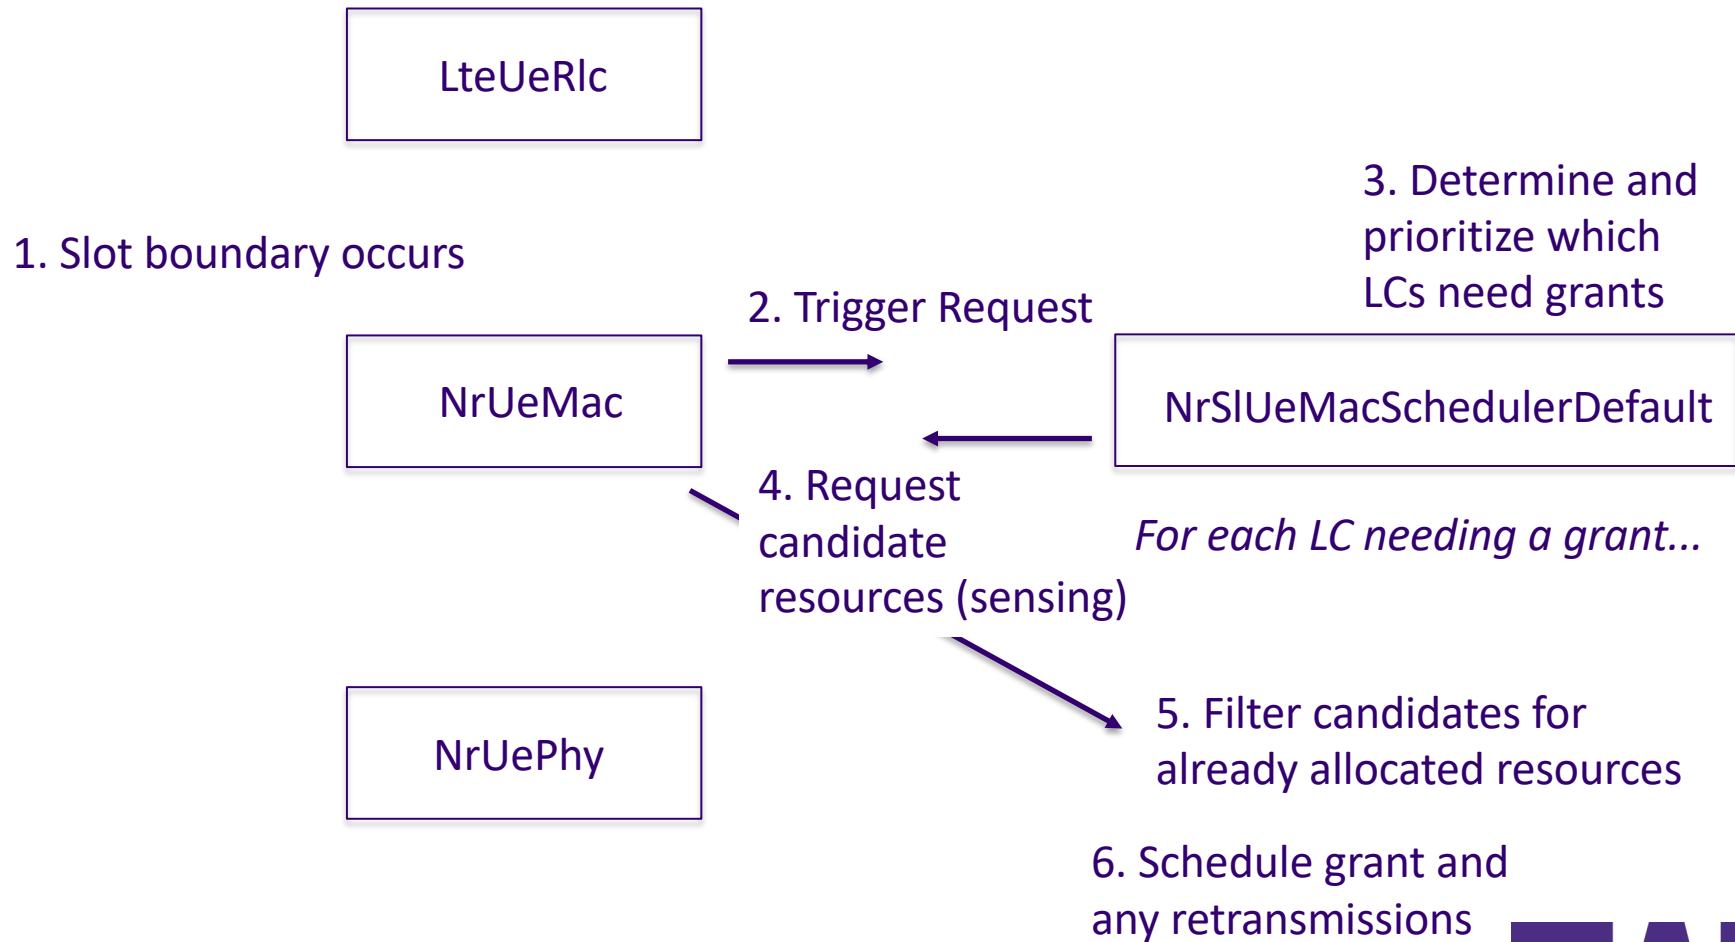 LteUeRlc
3. Determine and
prioritize which
LCs need grants
1. Slot boundary occurs
2. Trigger Request
NrUeMac
NrSlUeMacSchedulerDefault
4. Request
candidate
resources (sensing)
For each LC needing a grant...
NrUePhy
5. Filter candidates for
already allocated resources
6. Schedule grant and
any retransmissions